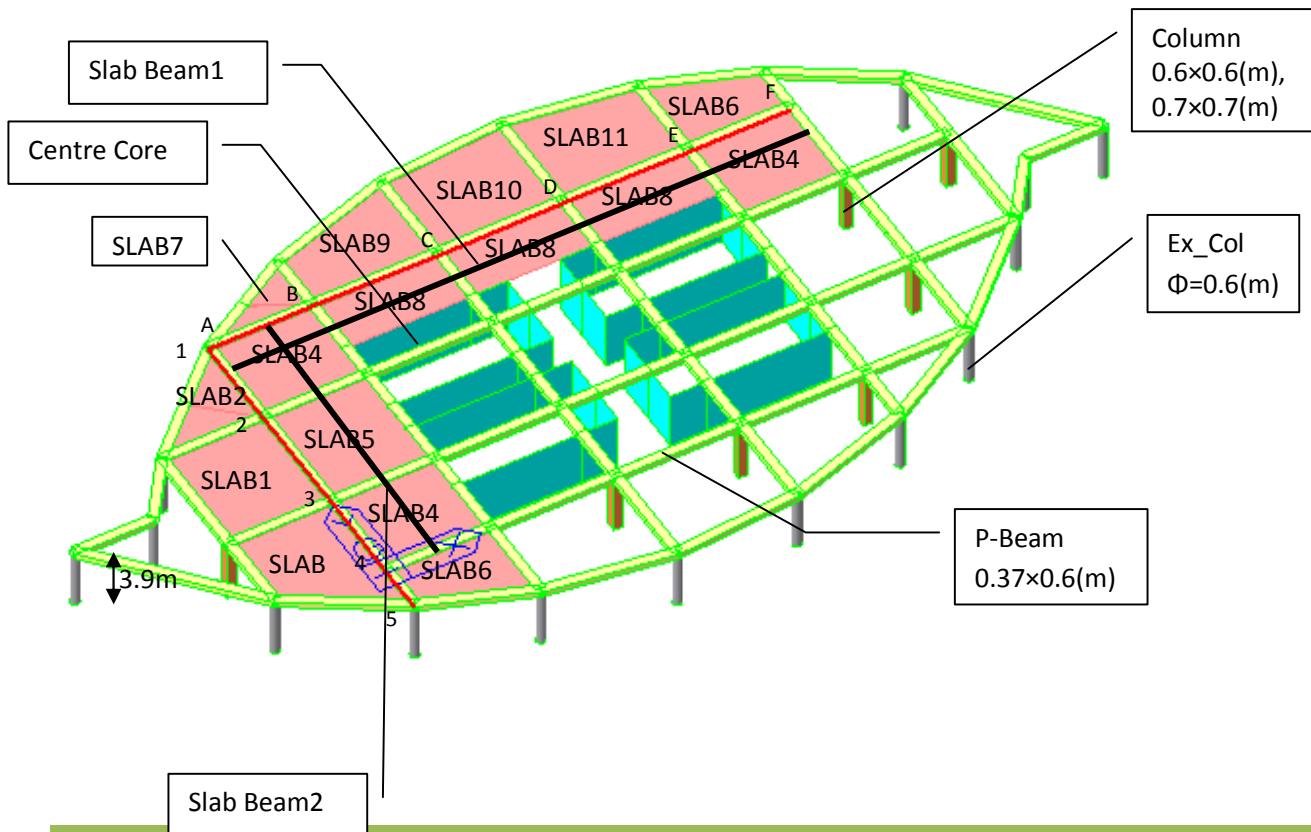 Slab Beam1
Column
0.6×0.6(m),
0.7×0.7(m)
Centre Core
SLAB7
Ex_Col
Φ=0.6(m)
SLAB6
F
SLAB11
E
SLAB4
SLAB10
D
SLAB8
SLAB9
C
SLAB8
B
SLAB8
A
1
SLAB4
SLAB2
2
SLAB5
SLAB1
3
SLAB4
Y
X
SLAB
4
SLAB6
3.9m
5
P-Beam
0.37×0.6(m)
Slab Beam2